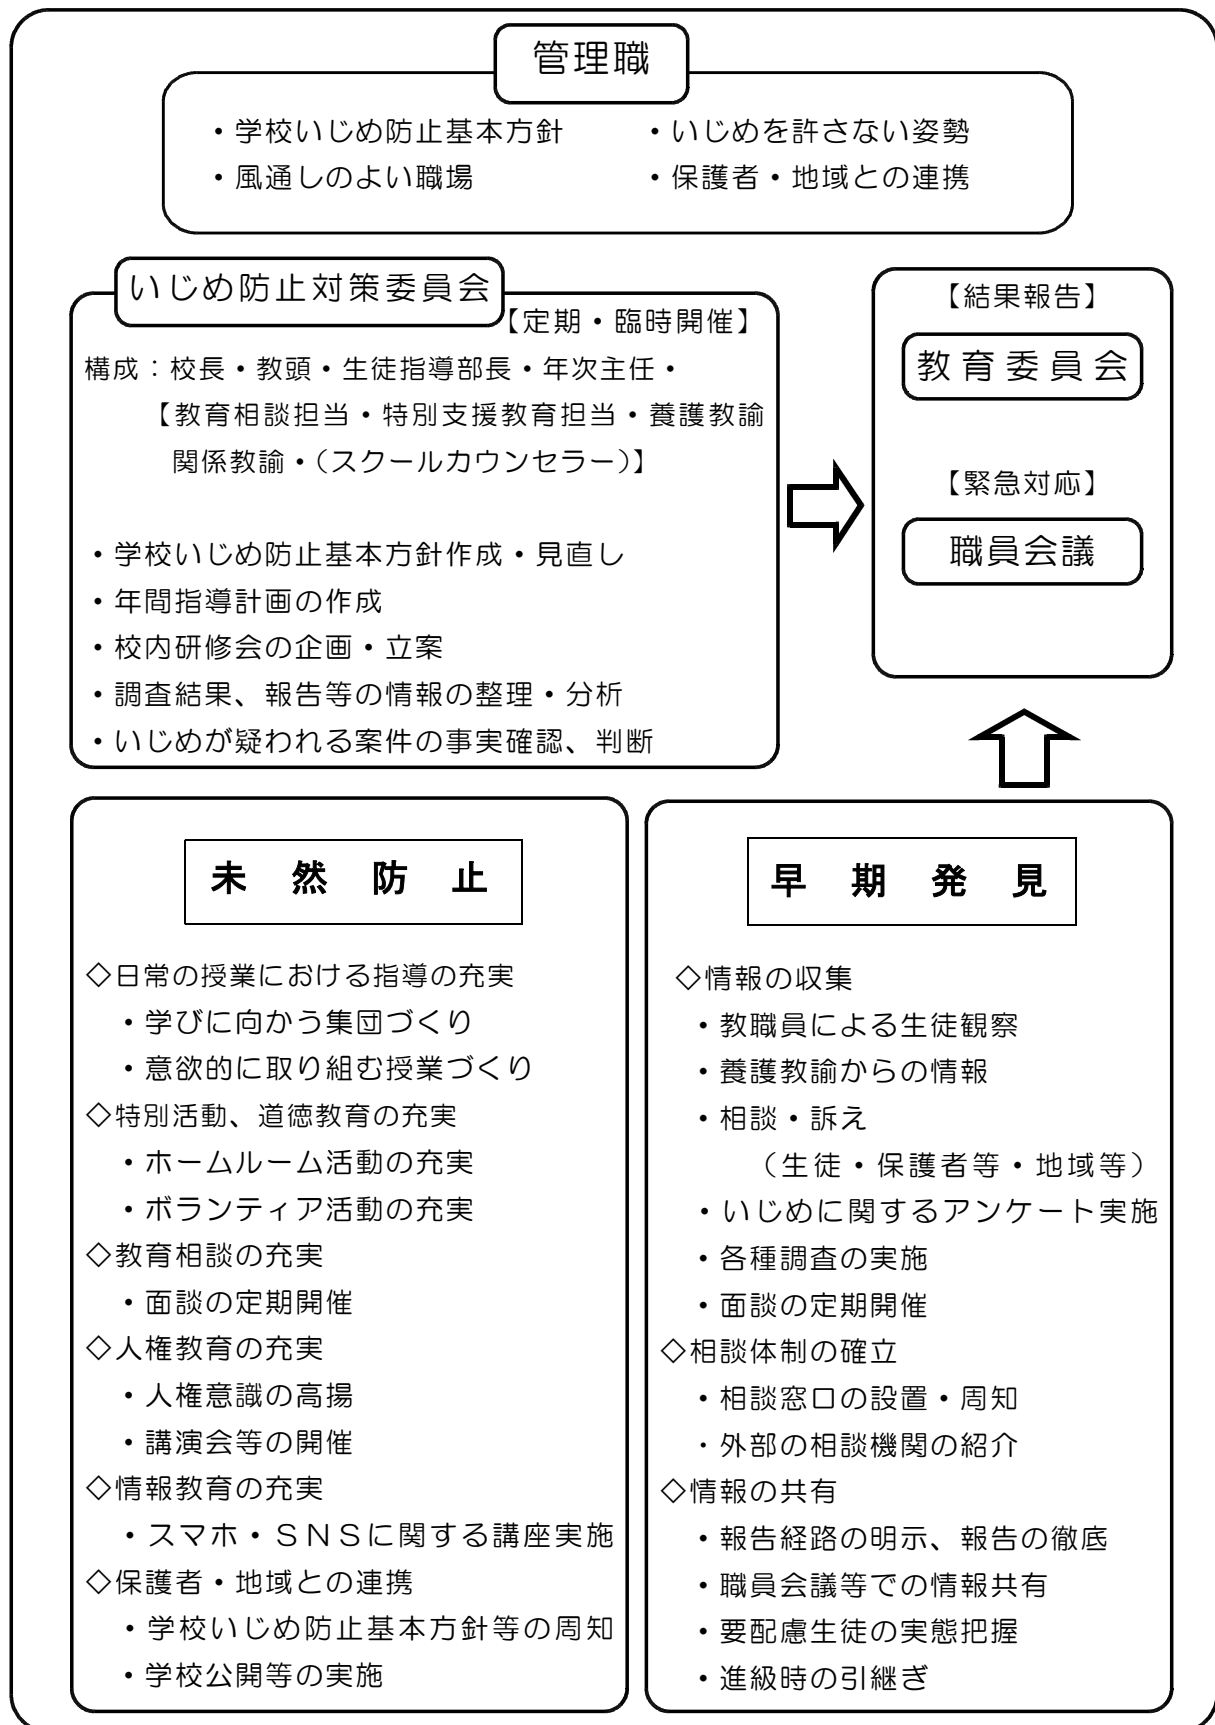 管理職
・学校いじめ防止基本方針　・いじめを許さない姿勢
・風通しのよい職場　・保護者・地域との連携
いじめ防止対策委員会
【定期・臨時開催】
構成：校長・教頭・生徒指導部長・年次主任・
【教育相談担当・特別支援教育担当・養護教諭
関係教諭・（スクールカウンセラー）】
・学校いじめ防止基本方針作成・見直し
・年間指導計画の作成
・校内研修会の企画・立案
・調査結果、報告等の情報の整理・分析
・いじめが疑われる案件の事実確認、判断
【結果報告】
教育委員会
【緊急対応】
職員会議
未然防止
◇日常の授業における指導の充実
・学びに向かう集団づくり
・意欲的に取り組む授業づくり
◇特別活動、道徳教育の充実
・ホームルーム活動の充実
・ボランティア活動の充実
◇教育相談の充実
・面談の定期開催
◇人権教育の充実
・人権意識の高揚
・講演会等の開催
◇情報教育の充実
・スマホ・ＳＮＳに関する講座実施
◇保護者・地域との連携
・学校いじめ防止基本方針等の周知
・学校公開等の実施
早期発見
◇情報の収集
・教職員による生徒観察
・養護教諭からの情報
・相談・訴え
（生徒・保護者等・地域等）
・いじめに関するアンケート実施
・各種調査の実施
・面談の定期開催
◇相談体制の確立
・相談窓口の設置・周知
・外部の相談機関の紹介
◇情報の共有
・報告経路の明示、報告の徹底
・職員会議等での情報共有
・要配慮生徒の実態把握
・進級時の引継ぎ